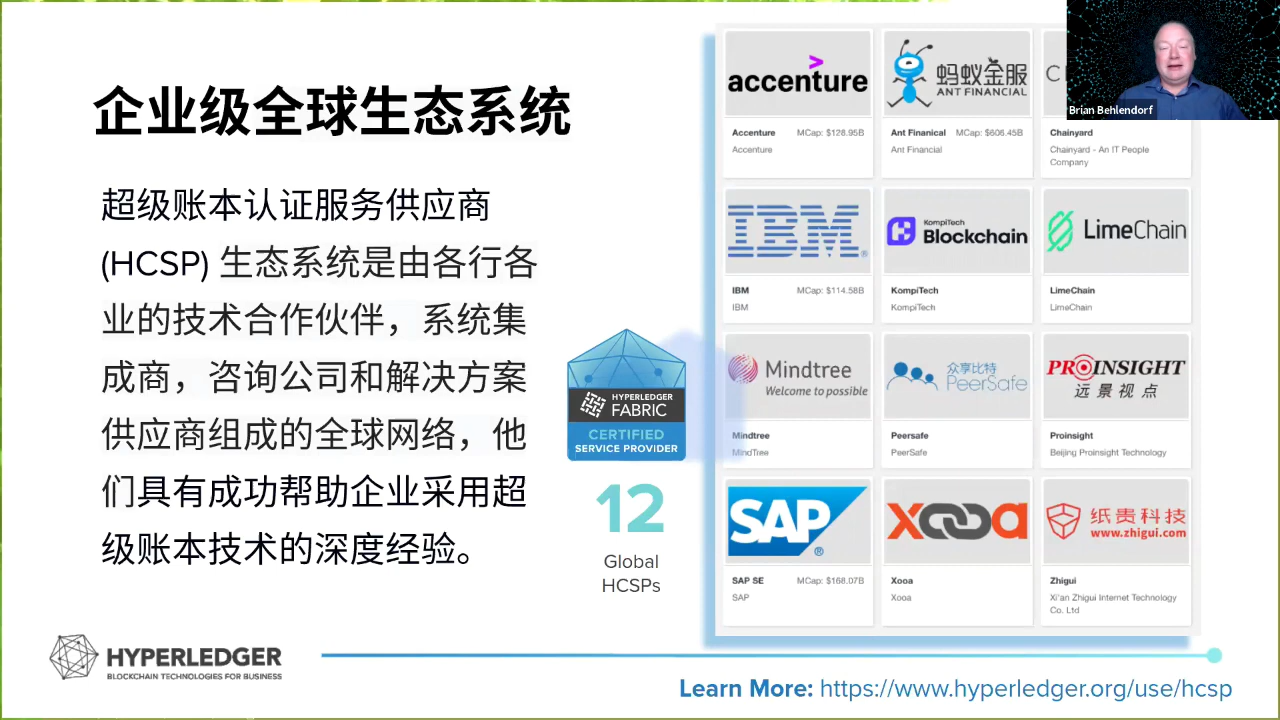 企业级全球生态系统
超级账本认证服务供应商
(HCSP) 生态系统是由各行各
业的技术合作伙伴，系统集
成商，咨询公司和解决方案
供应商组成的全球网络，他
们具有成功帮助企业采用超
级账本技术的深度经验。
HYPERLEDGER
FABRIC
CERTIFIED
SERVICE PROVIDER
12
Global
HCSPs
accenture
Accenture MCap: $128.95B
Accenture
蚂蚁金服
ANT FINANCIAL
Ant Finanical MCap: $606.45B
Ant Financial
Chainyard
Chainyard - An IT People
Company
Brian Behlendorf
IBM
IBM MCap: $114.58B
IBM
KompiTech
Blockchain
KompiTech
KompiTech
LimeChain
LimeChain
LimeChain
Mindtree
Welcome to possible
Mindtree
MindTree
众享比特
PeerSafe
Peersafe
PeerSafe
PROINSIGHT
远景视点
Proinsight
Beijing Proinsight Technology
SAP
SAP SE MCap: $168.07B
SAP
xooa
Xooa
Xooa
纸贵科技
www.zhigui.com
Zhigui
Xi'an Zhigui Internet Technology
Co. Ltd
HYPERLEDGER
BLOCKCHAIN TECHNOLOGIES FOR BUSINESS
Learn More: https://www.hyperledger.org/use/hcsp